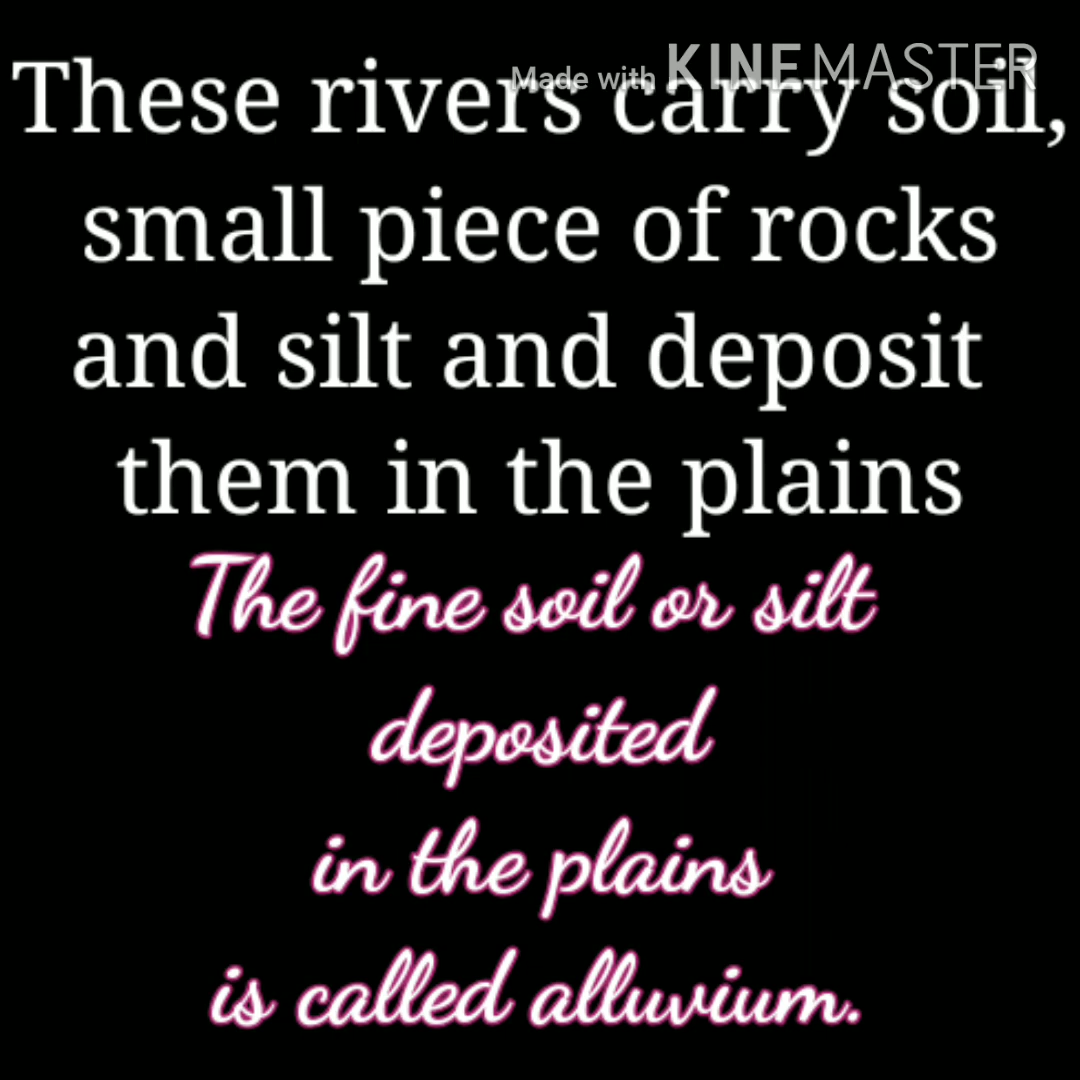 Made with KINEMASTER
These rivers carry soil,
small piece of rocks
and silt and deposit
them in the plains
The fine soil or silt
deposited
in the plains
is called alluvium.